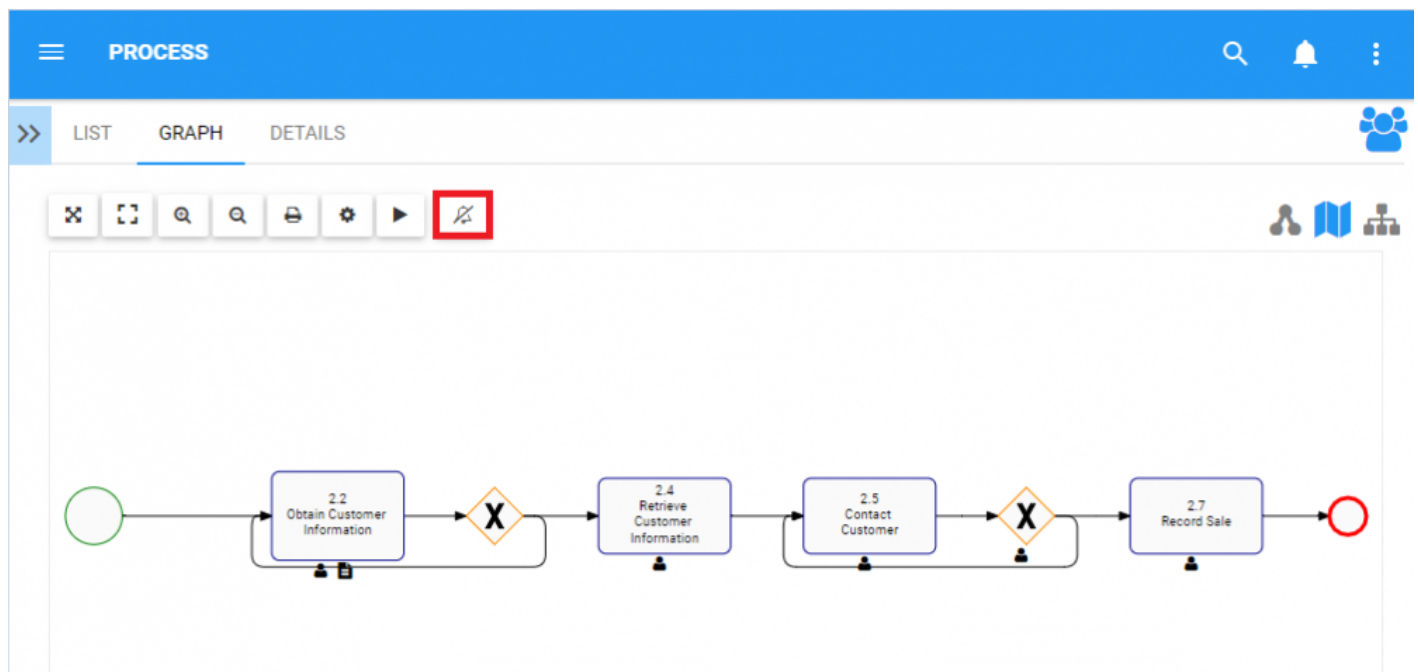 PROCESS
LIST GRAPH DETAILS
2.2
Obtain Customer
Information
X
2.4
Retrieve
Customer
Information
2.5
Contact
Customer
X
2.7
Record Sale